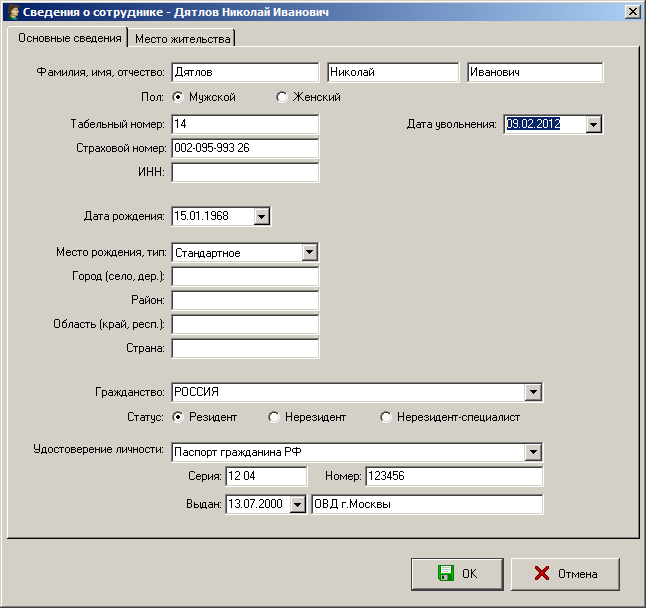 Сведения о сотруднике - Дятлов Николай Иванович
Основные сведения Место жительства
Фамилия, имя, отчество: Дятлов Николай Иванович
Пол: Мужской Женский
Табельный номер: 14 Дата увольнения: 09.02.2012
Страховой номер: 002-095-993 26
ИНН:
Дата рождения: 15.01.1968
Место рождения, тип: Стандартное
Город (село, дер.):
Район:
Область (край, респ.):
Страна:
Гражданство: РОССИЯ
Статус: Резидент Нерезидент Нерезидент-специалист
Удостоверение личности: Паспорт гражданина РФ
Серия: 12 04 Номер: 123456
Выдан: 13.07.2000 ОВД г.Москвы
OK Отмена